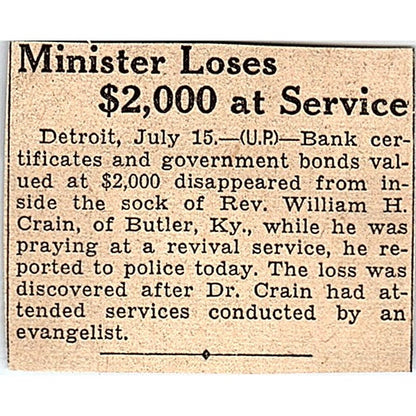 Minister Loses
$2,000 at Service
Detroit, July 15.—(U.P.)—Bank cer-
tificates and government bonds val-
ued at $2,000 disappeared from in-
side the sock of Rev. William H.
Crain, of Butler, Ky., while he was
praying at a revival service, he re-
ported to police today. The loss was
discovered after Dr. Crain had at-
tended services conducted by an
evangelist.